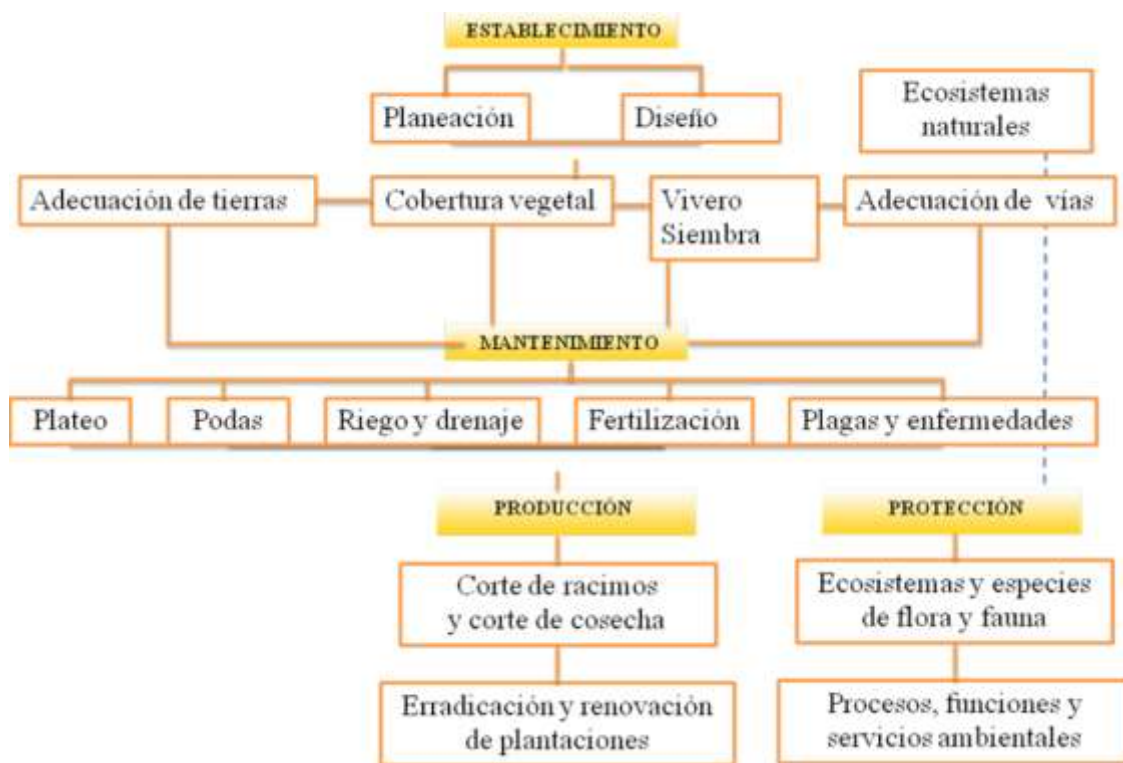 ESTABLECIMIENTO
Planeación
Diseño
Ecosistemas
naturales
Adecuación de tierras
Cobertura vegetal
Vivero
Siembra
Adecuación de vías
MANTENIMIENTO
Plateo
Podas
Riego y drenaje
Fertilización
Plagas y enfermedades
PRODUCCIÓN
PROTECCIÓN
Corte de racimos
y corte de cosecha
Ecosistemas y especies
de flora y fauna
Erradicación y renovación
de plantaciones
Procesos, funciones y
servicios ambientales